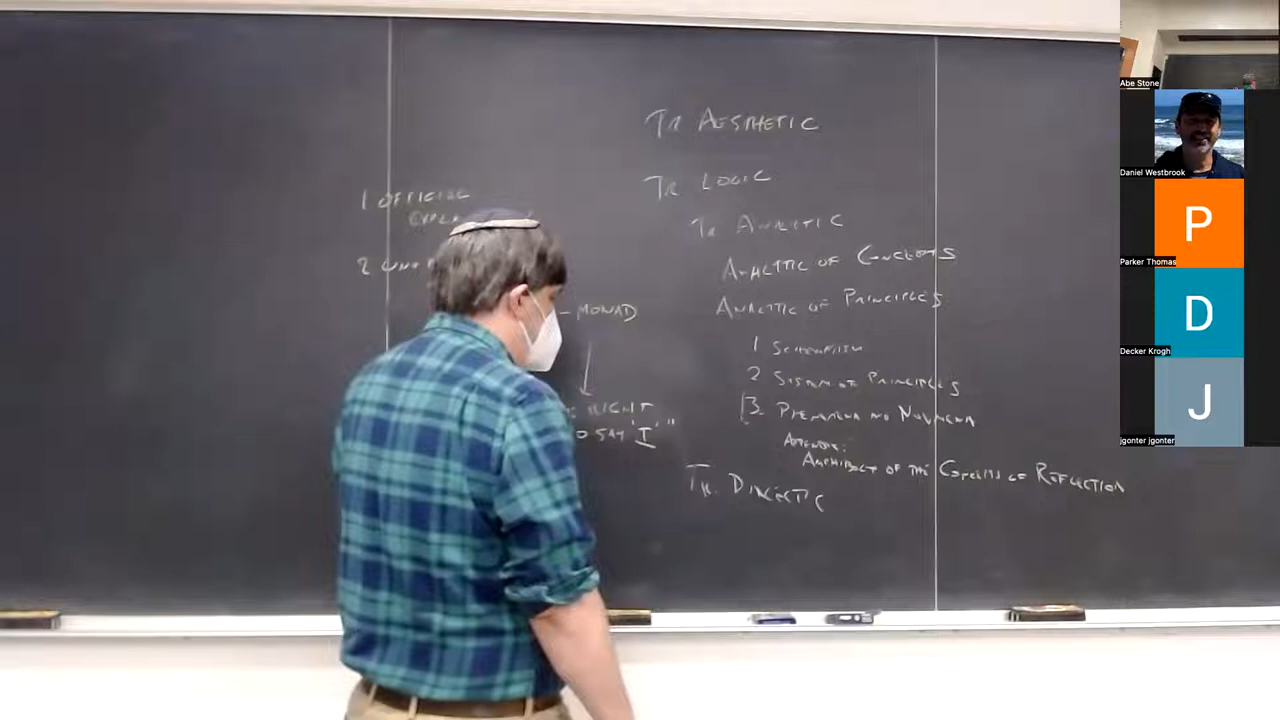 Tr AESTHETIC
Tr LOGIC
Tr ANALYTIC
ANALYTIC OF CONCEPTS
ANALYTIC OF PRINCIPLES
1 SCHEMATISM
2 SYSTEM OF PRINCIPLES
3. PHENOMENA AND NOUMENA
APPENDIX:
AMPHIBOLY OF THE CONCEPTS OF REFLECTION
Tr. DIALECTIC
1 OFFICIAL
2
- MONAD
RIGHT
"I"
Abe Stone
Daniel Westbrook
P
Parker Thomas
D
Decker Krogh
J
jgonter jgonter